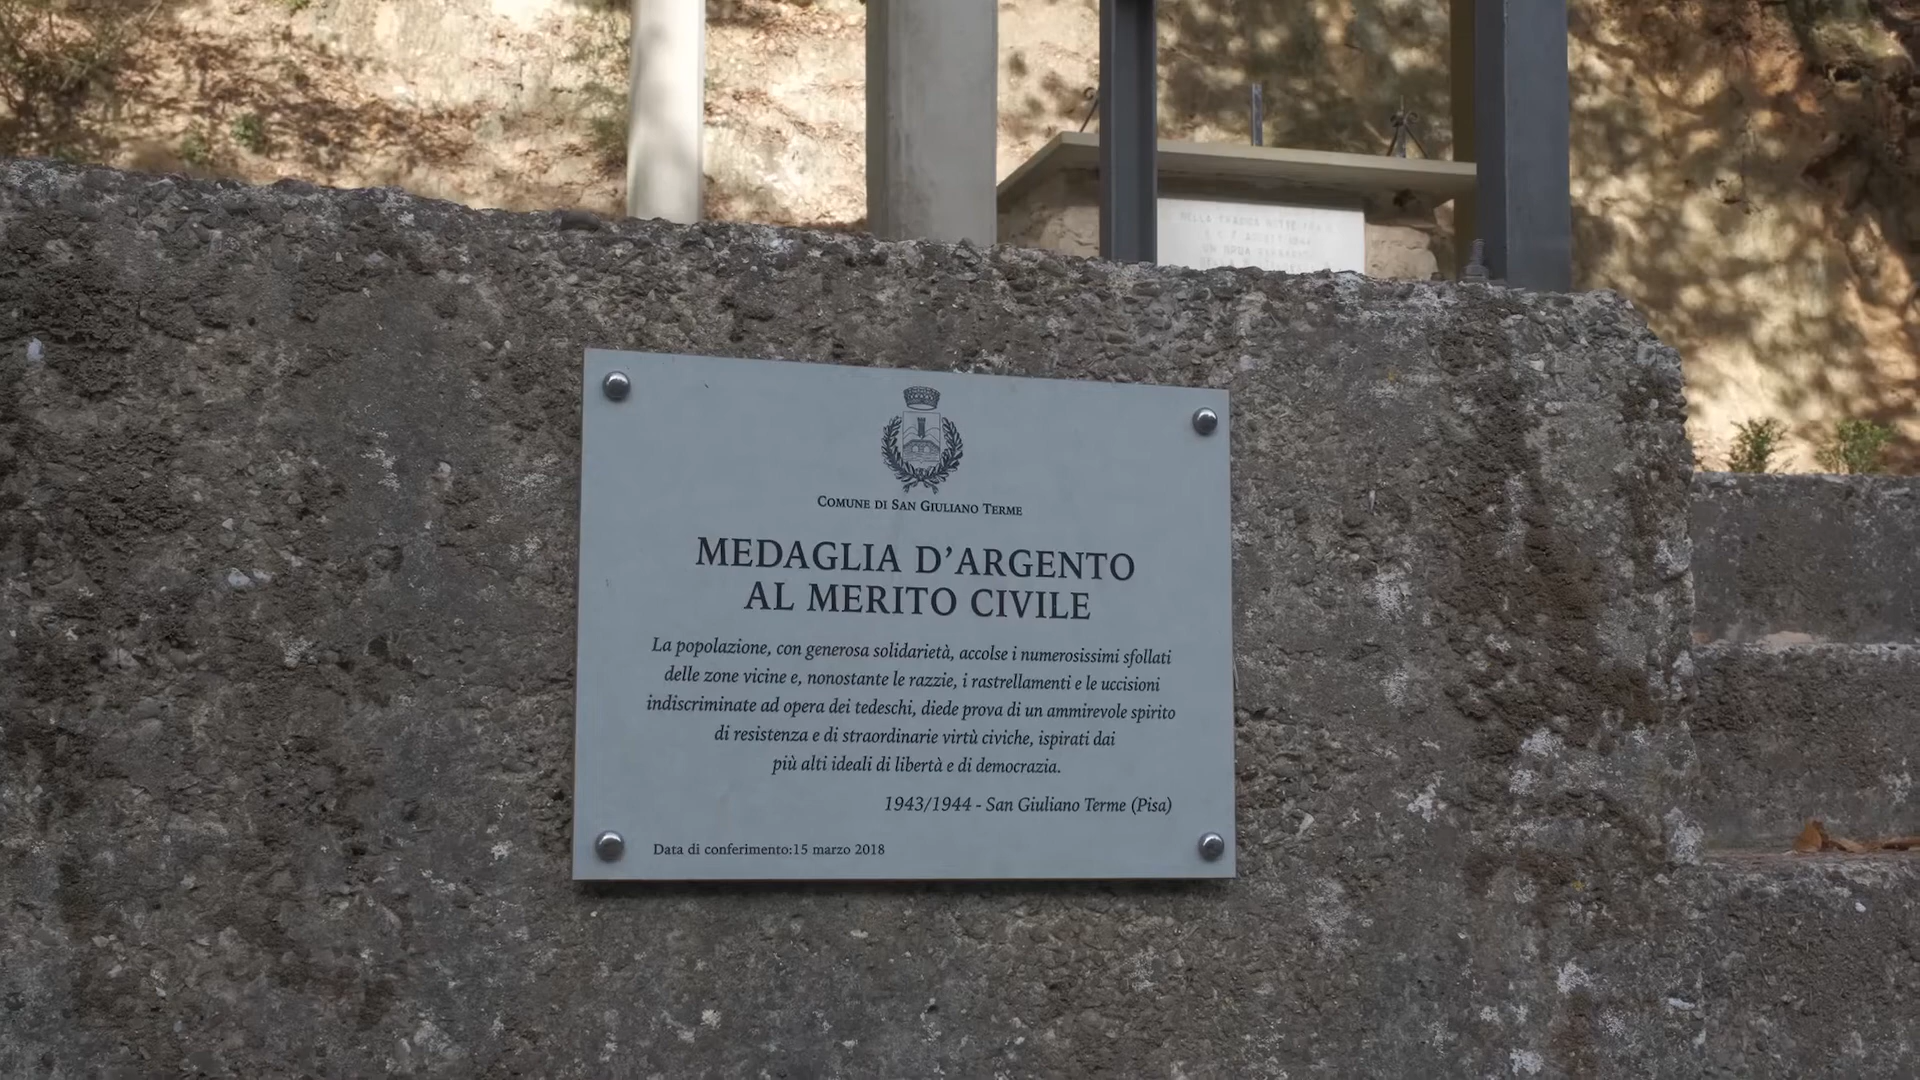 COMUNE DI SAN GIULIANO TERME
MEDAGLIA D'ARGENTO
AL MERITO CIVILE
La popolazione, con generosa solidarietà, accolse i numerosissimi sfollati
delle zone vicine e, nonostante le razzie, i rastrellamenti e le uccisioni
indiscriminate ad opera dei tedeschi, diede prova di un ammirevole spirito
di resistenza e di straordinarie virtù civiche, ispirati dai
più alti ideali di libertà e di democrazia.
1943/1944 - San Giuliano Terme (Pisa)
Data di conferimento:15 marzo 2018